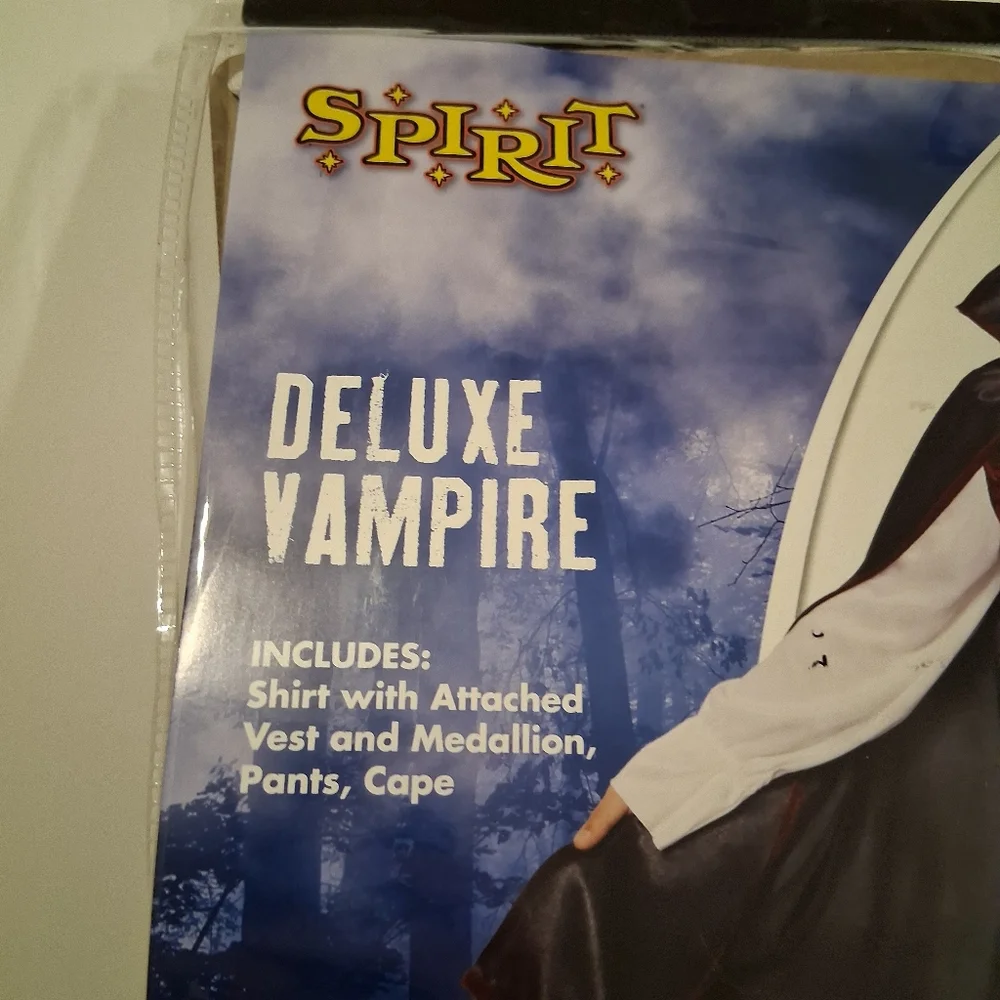 SPIRIT
DELUXE
VAMPIRE
INCLUDES:
Shirt with Attached
Vest and Medallion,
Pants, Cape